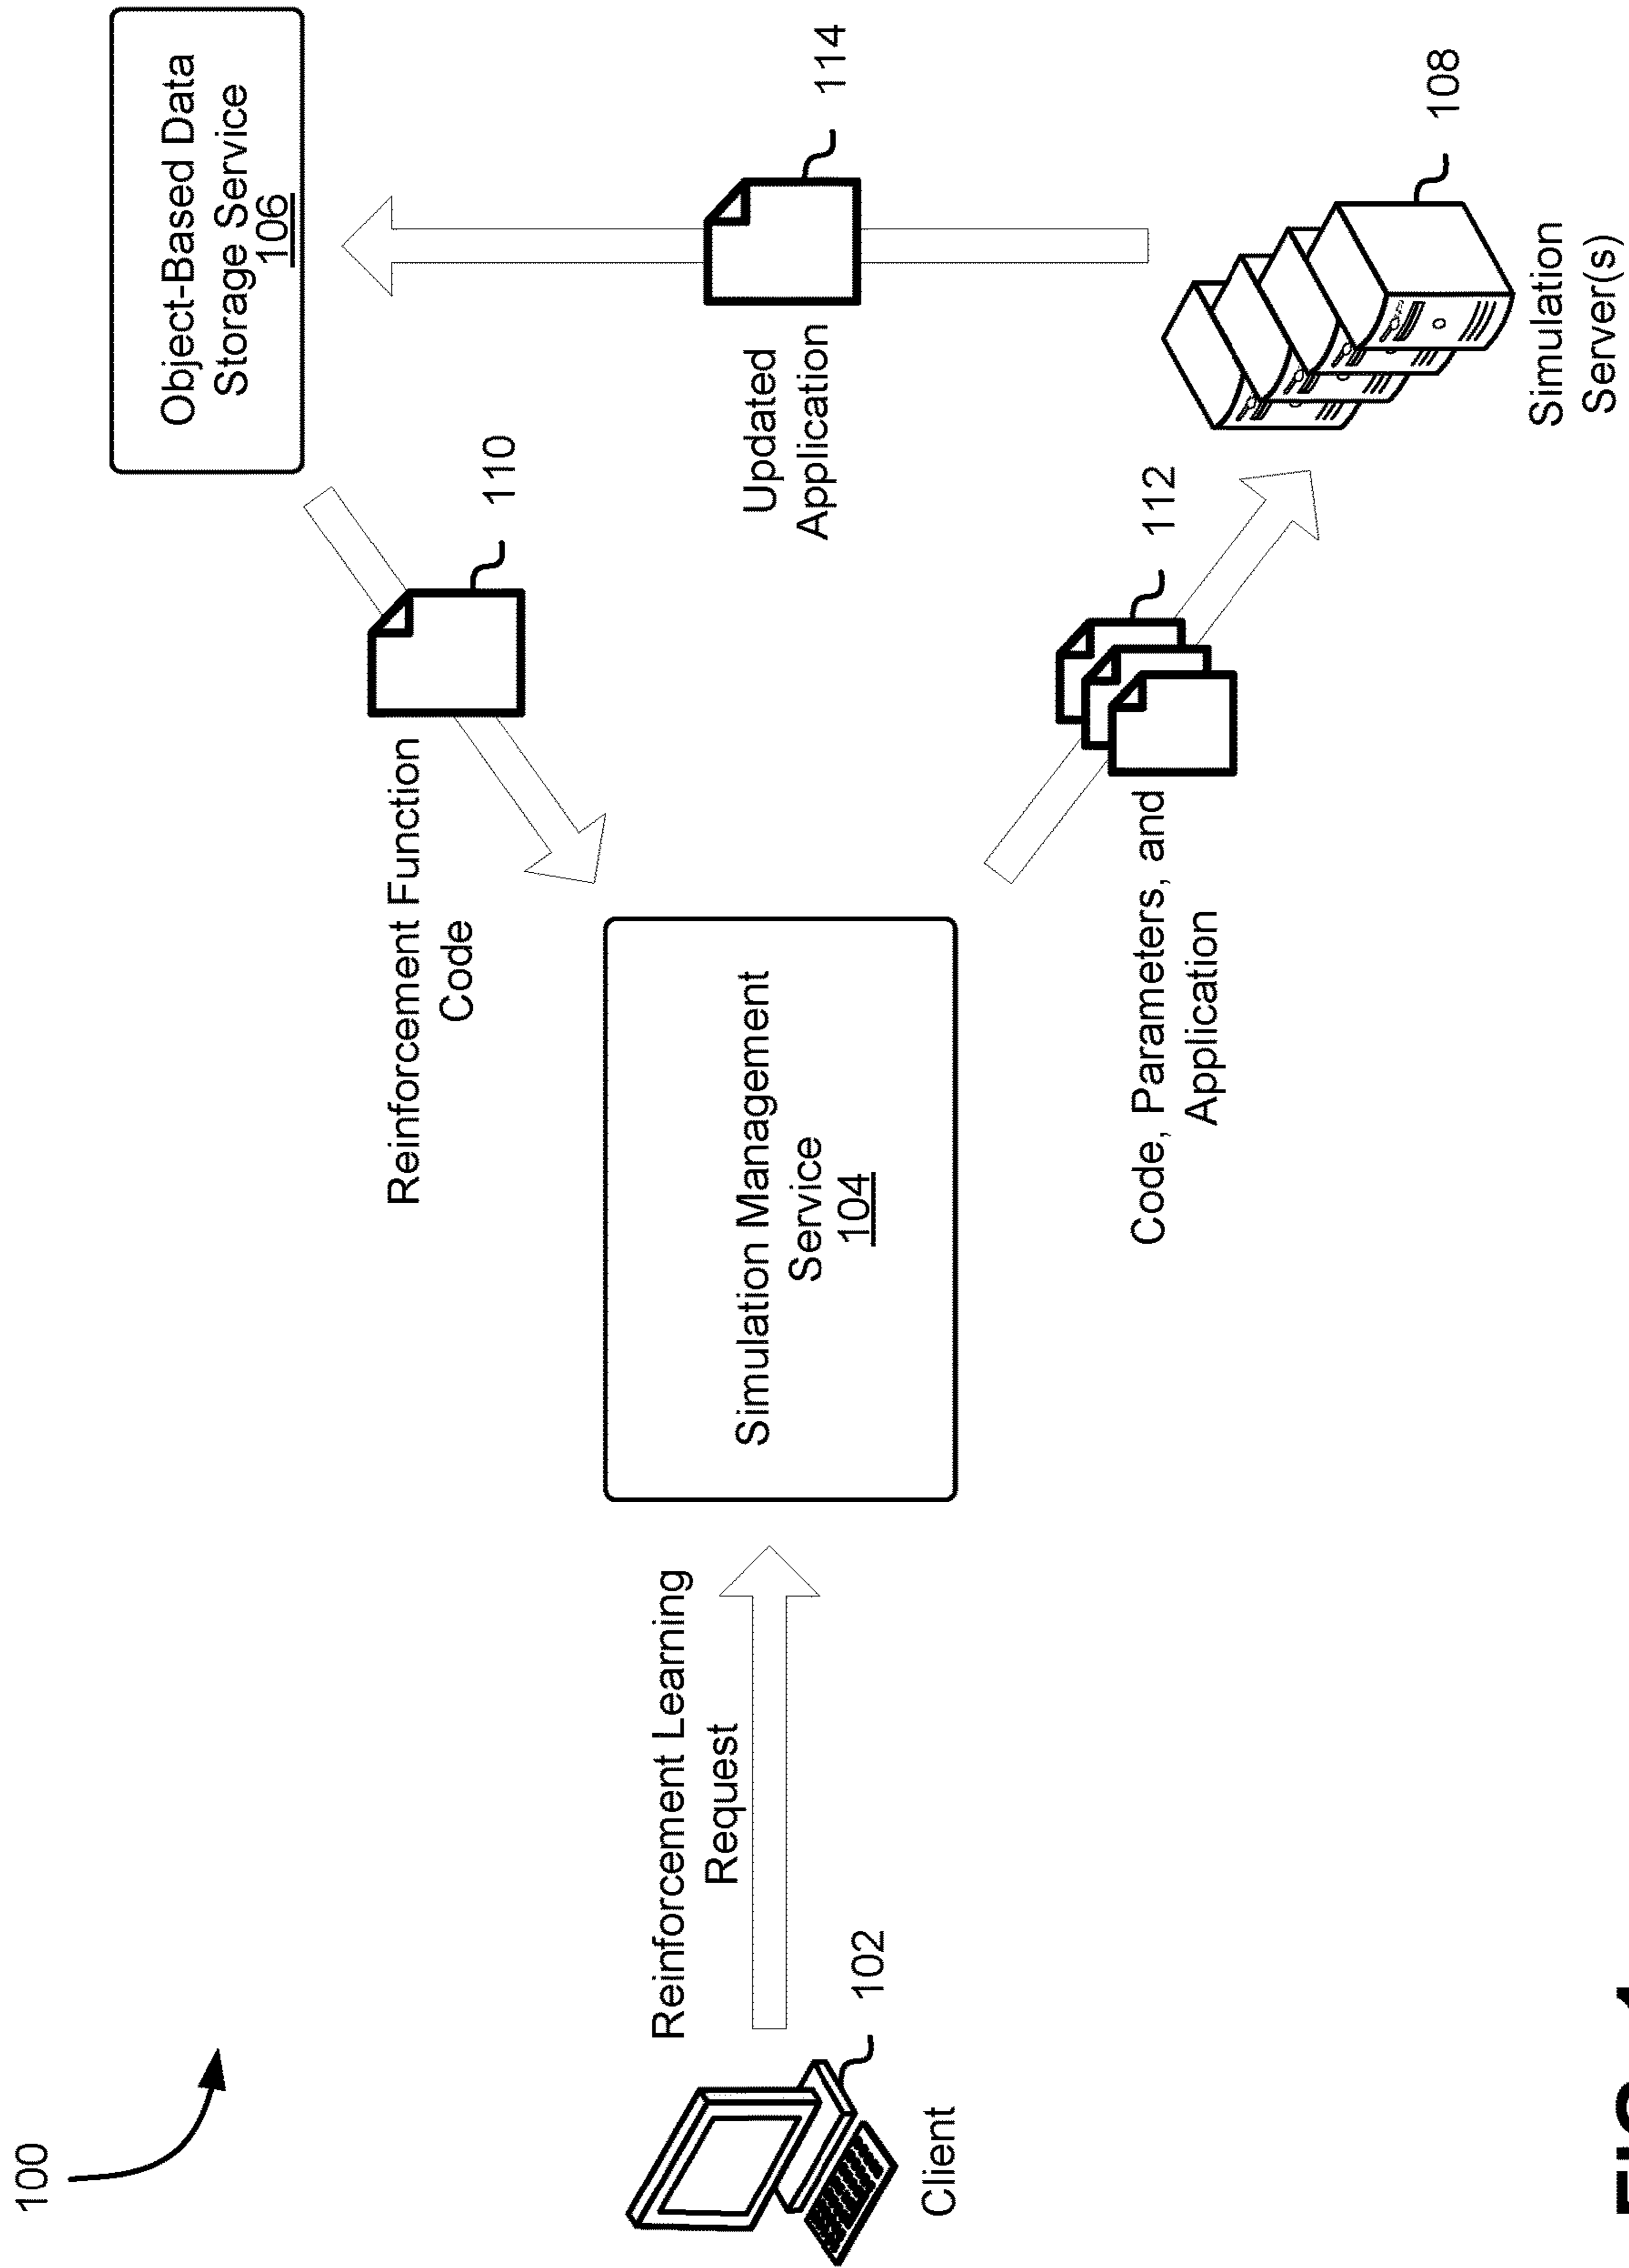 100
Object-Based Data
Storage Service
106
Reinforcement Function
Code
110
Updated
Application
114
Reinforcement Learning
Request
Simulation Management
Service
104
102
Client
Code, Parameters, and
Application
112
108
Simulation
Server(s)